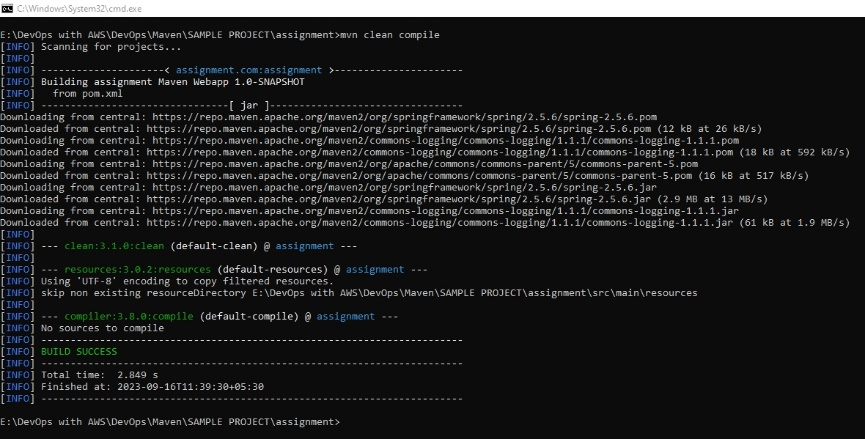 C:\Windows\System32\cmd.exe
E:\DevOps with AWS\DevOps\Maven\SAMPLE PROJECT\assignment>mvn clean compile
[INFO] Scanning for projects...
[INFO]
[INFO] ---------------------< assignment.com:assignment >----------------------
[INFO] Building assignment Maven Webapp 1.0-SNAPSHOT
[INFO]   from pom.xml
[INFO] --------------------------------[ jar ]---------------------------------
Downloading from central: https://repo.maven.apache.org/maven2/org/springframework/spring/2.5.6/spring-2.5.6.pom
Downloaded from central: https://repo.maven.apache.org/maven2/org/springframework/spring/2.5.6/spring-2.5.6.pom (12 kB at 26 kB/s)
Downloading from central: https://repo.maven.apache.org/maven2/commons-logging/commons-logging/1.1.1/commons-logging-1.1.1.pom
Downloaded from central: https://repo.maven.apache.org/maven2/commons-logging/commons-logging/1.1.1/commons-logging-1.1.1.pom (18 kB at 592 kB/s)
Downloading from central: https://repo.maven.apache.org/maven2/org/apache/commons/commons-parent/5/commons-parent-5.pom
Downloaded from central: https://repo.maven.apache.org/maven2/org/apache/commons/commons-parent/5/commons-parent-5.pom (16 kB at 517 kB/s)
Downloading from central: https://repo.maven.apache.org/maven2/org/springframework/spring/2.5.6/spring-2.5.6.jar
Downloaded from central: https://repo.maven.apache.org/maven2/org/springframework/spring/2.5.6/spring-2.5.6.jar (2.9 MB at 13 MB/s)
Downloading from central: https://repo.maven.apache.org/maven2/commons-logging/commons-logging/1.1.1/commons-logging-1.1.1.jar
Downloaded from central: https://repo.maven.apache.org/maven2/commons-logging/commons-logging/1.1.1/commons-logging-1.1.1.jar (61 kB at 1.9 MB/s)
[INFO]
[INFO] --- clean:3.1.0:clean (default-clean) @ assignment ---
[INFO]
[INFO] --- resources:3.0.2:resources (default-resources) @ assignment ---
[INFO] Using 'UTF-8' encoding to copy filtered resources.
[INFO] skip non existing resourceDirectory E:\DevOps with AWS\DevOps\Maven\SAMPLE PROJECT\assignment\src\main\resources
[INFO]
[INFO] --- compiler:3.8.0:compile (default-compile) @ assignment ---
[INFO] No sources to compile
[INFO] ------------------------------------------------------------------------
[INFO] BUILD SUCCESS
[INFO] ------------------------------------------------------------------------
[INFO] Total time:  2.849 s
[INFO] Finished at: 2023-09-16T11:39:30+05:30
[INFO] ------------------------------------------------------------------------
E:\DevOps with AWS\DevOps\Maven\SAMPLE PROJECT\assignment>